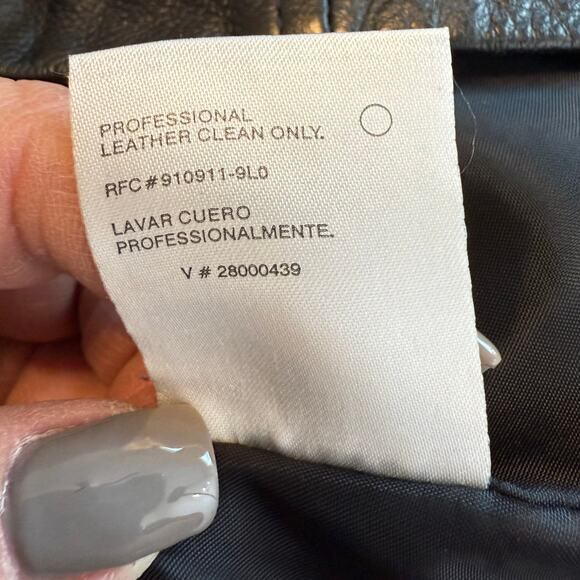 PROFESSIONAL
LEATHER CLEAN ONLY.
RFC#910911-9L0
LAVAR CUERO
PROFESSIONALMENTE.
V # 28000439